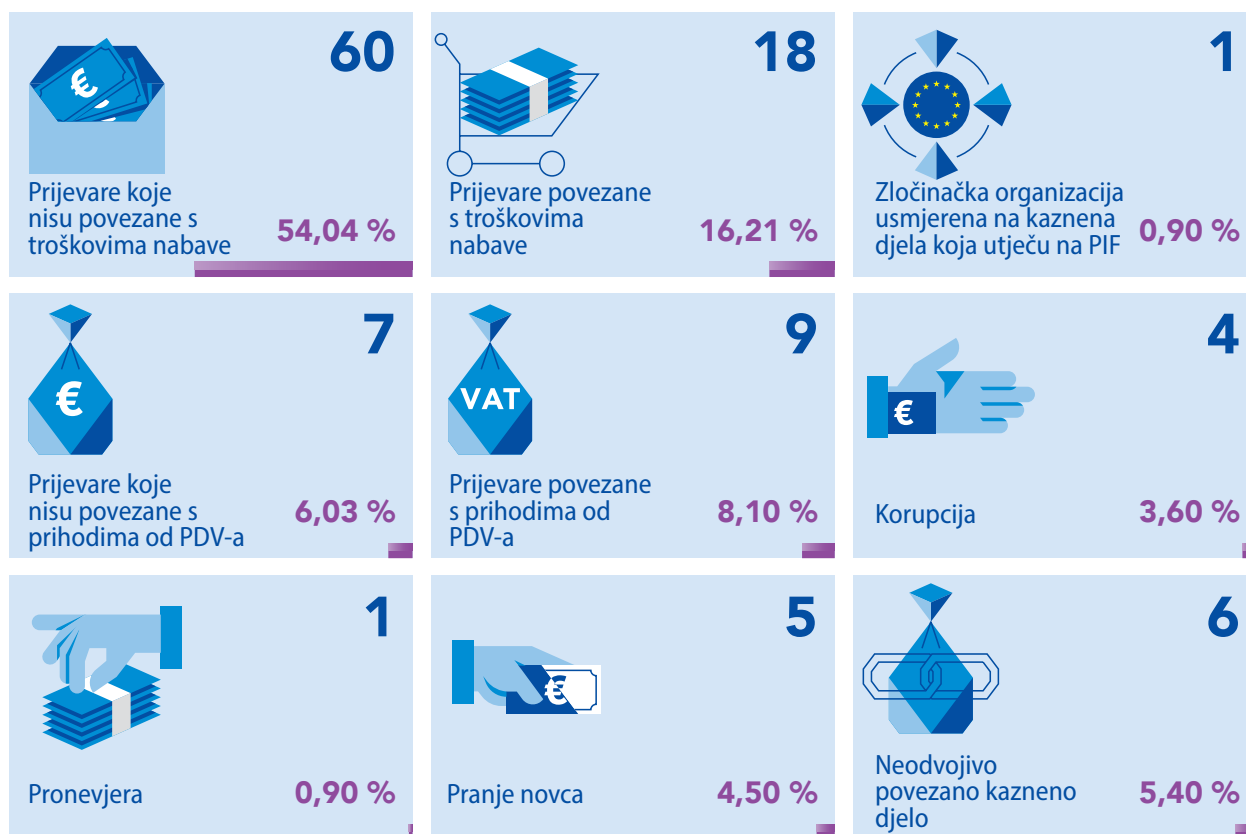 60
€
Prijevare koje
nisu povezane s
troškovima nabave
54,04 %
18
Prijevare povezane
s troškovima
nabave
16,21 %
1
Zločinačka organizacija
usmjerena na kaznena
djela koja utječu na PIF
0,90 %
7
€
Prijevare koje
nisu povezane s
prihodima od PDV-a
6,03 %
9
VAT
Prijevare povezane
s prihodima od
PDV-a
8,10 %
4
€
Korupcija
3,60 %
1
Pronevjera
0,90 %
5
€
Pranje novca
4,50 %
6
Neodvojivo
povezano kazneno
djelo
5,40 %